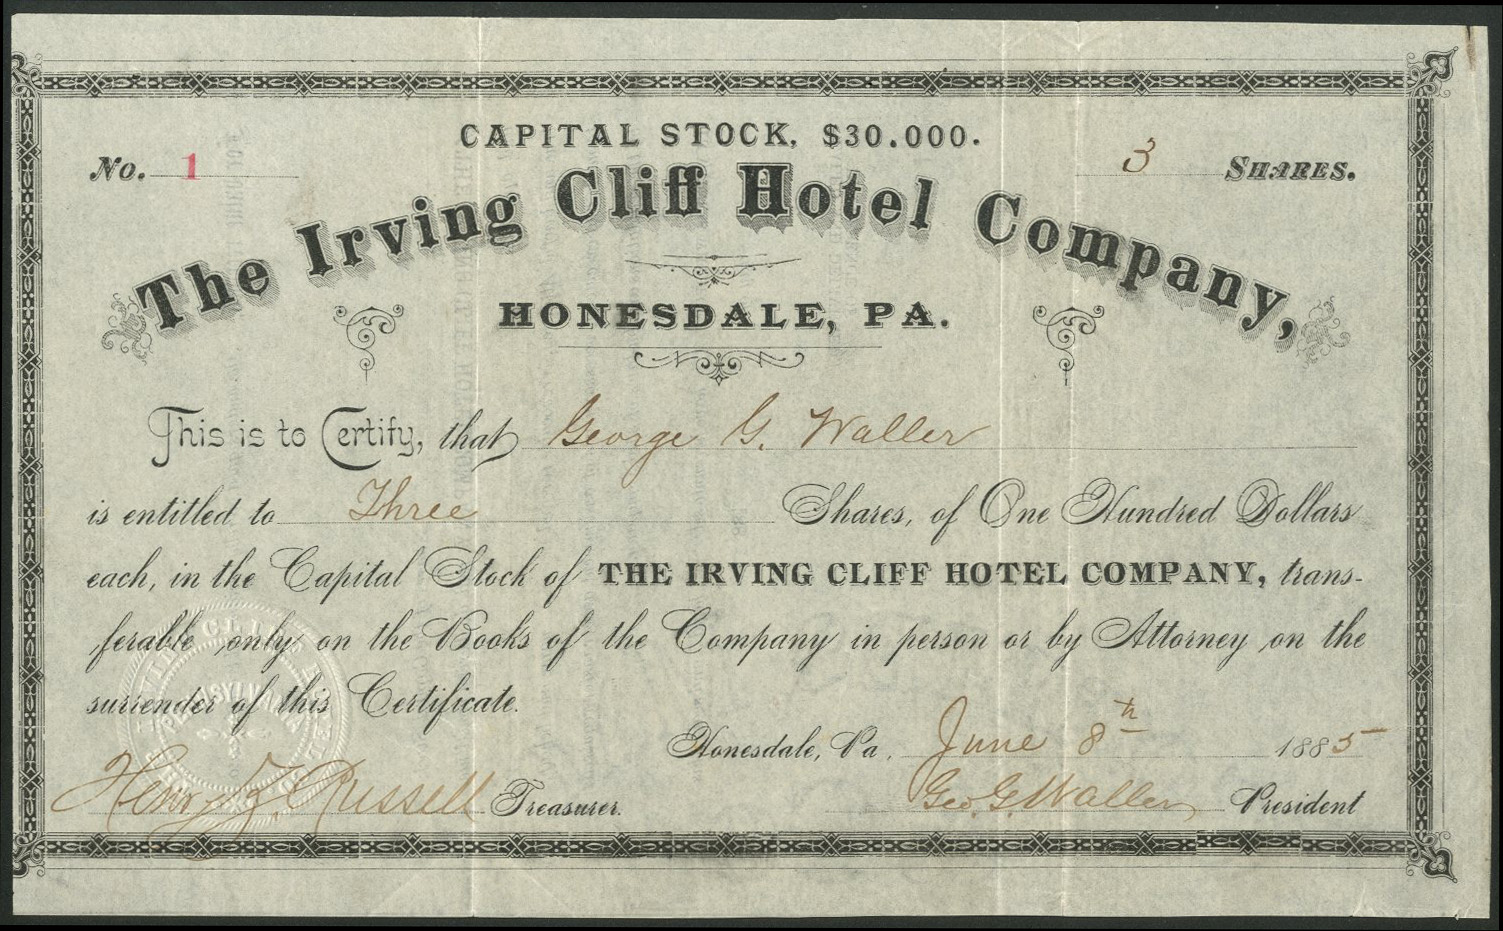 CAPITAL STOCK, $30.000.
No. 1
3 SHARES.
The Irving Cliff Hotel Company,
HONESDALE, PA.
This is to Certify, that George G. Waller
is entitled to Three Shares, of One Hundred Dollars
each, in the Capital Stock of THE IRVING CLIFF HOTEL COMPANY, trans-
ferable only on the Books of the Company in person or by Attorney on the
surrender of this Certificate.
Honesdale, Pa. June 8th 1885
Henry Z. Russell Treasurer.
Geo. G. Waller President